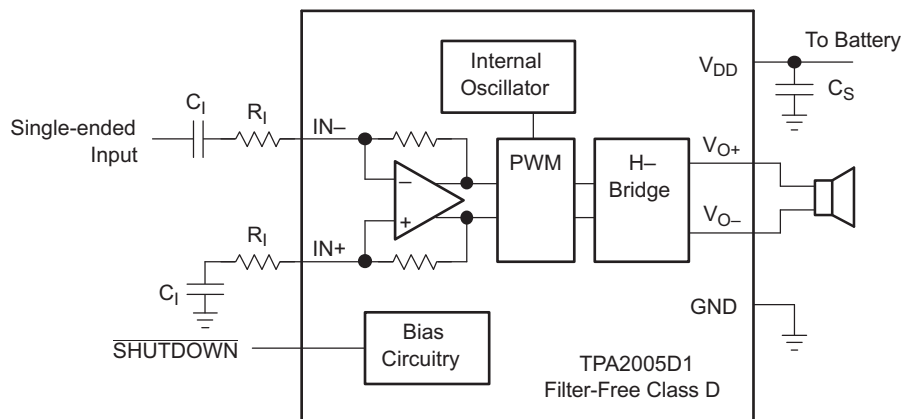 Internal
Oscillator
To Battery
VDD
CS
CI
RI
IN–
Single-ended
Input
PWM
H–
Bridge
VO+
VO–
–
+
RI
IN+
CI
GND
SHUTDOWN
Bias
Circuitry
TPA2005D1
Filter-Free Class D